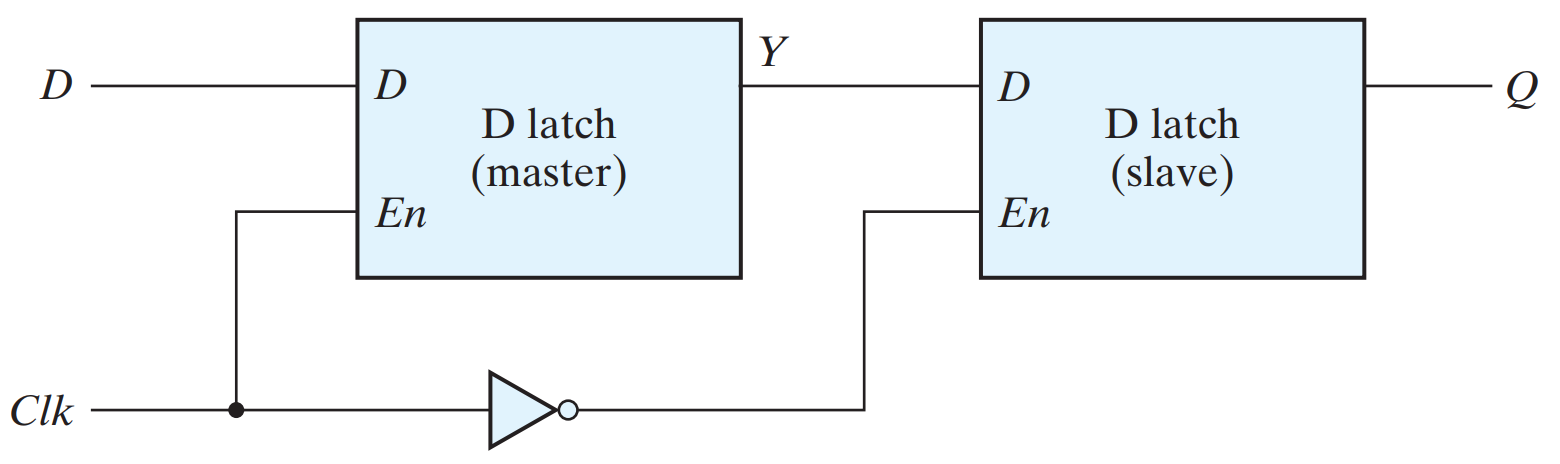 Y
D
D
D latch
(master)
En
D
D latch
(slave)
En
Q
Clk